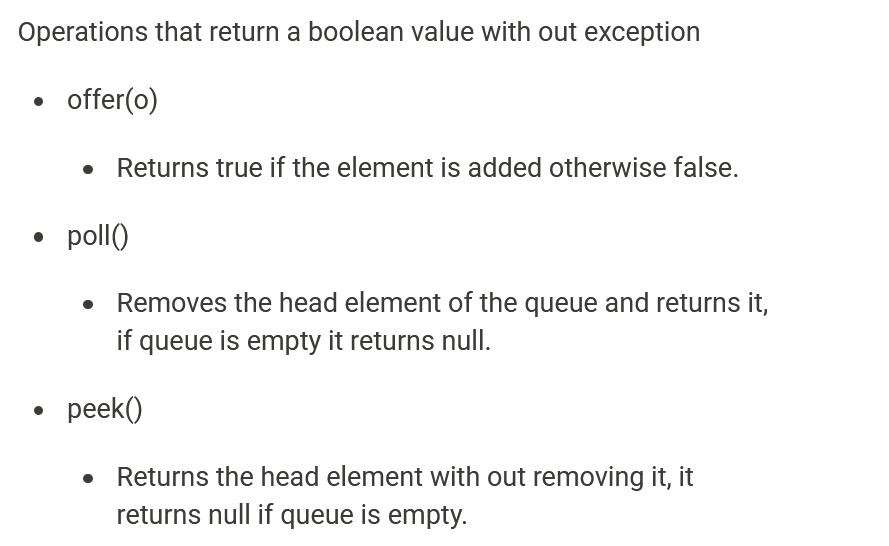 Operations that return a boolean value with out exception
• offer(o)
• Returns true if the element is added otherwise false.
• poll()
• Removes the head element of the queue and returns it,
if queue is empty it returns null.
• peek()
• Returns the head element with out removing it, it
returns null if queue is empty.